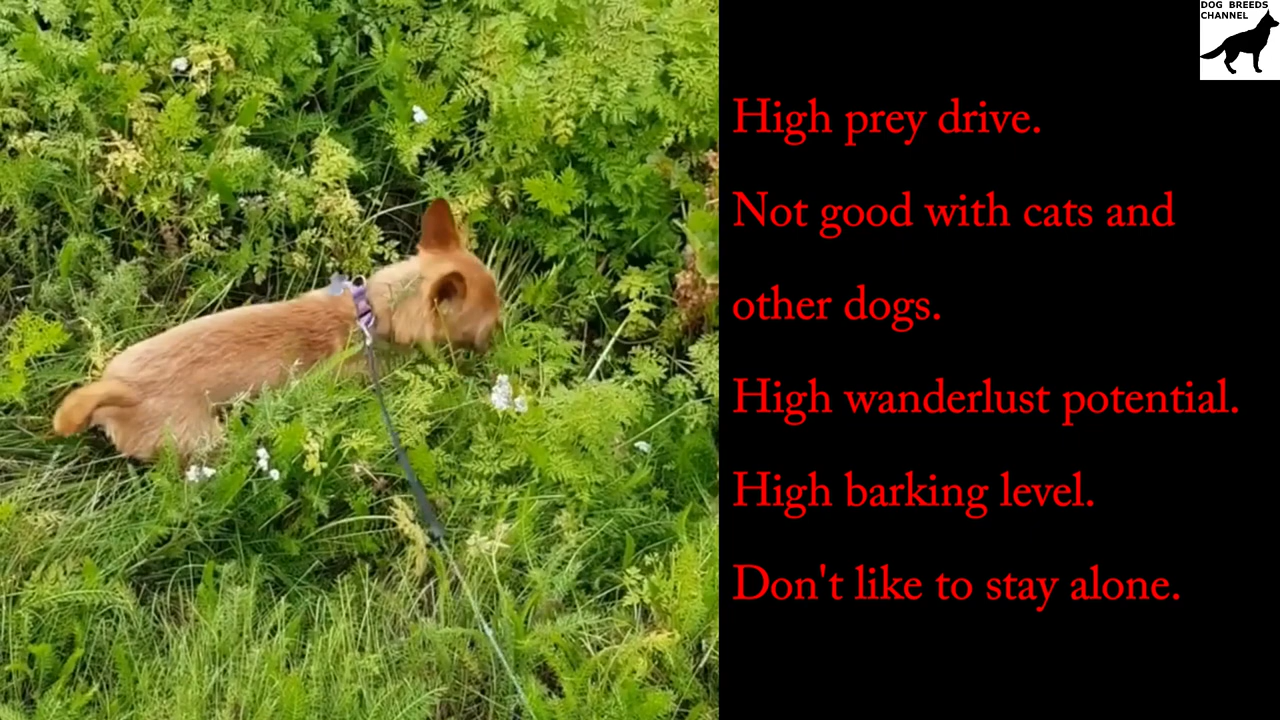 DOG BREEDS
CHANNEL
High prey drive.
Not good with cats and
other dogs.
High wanderlust potential.
High barking level.
Don't like to stay alone.